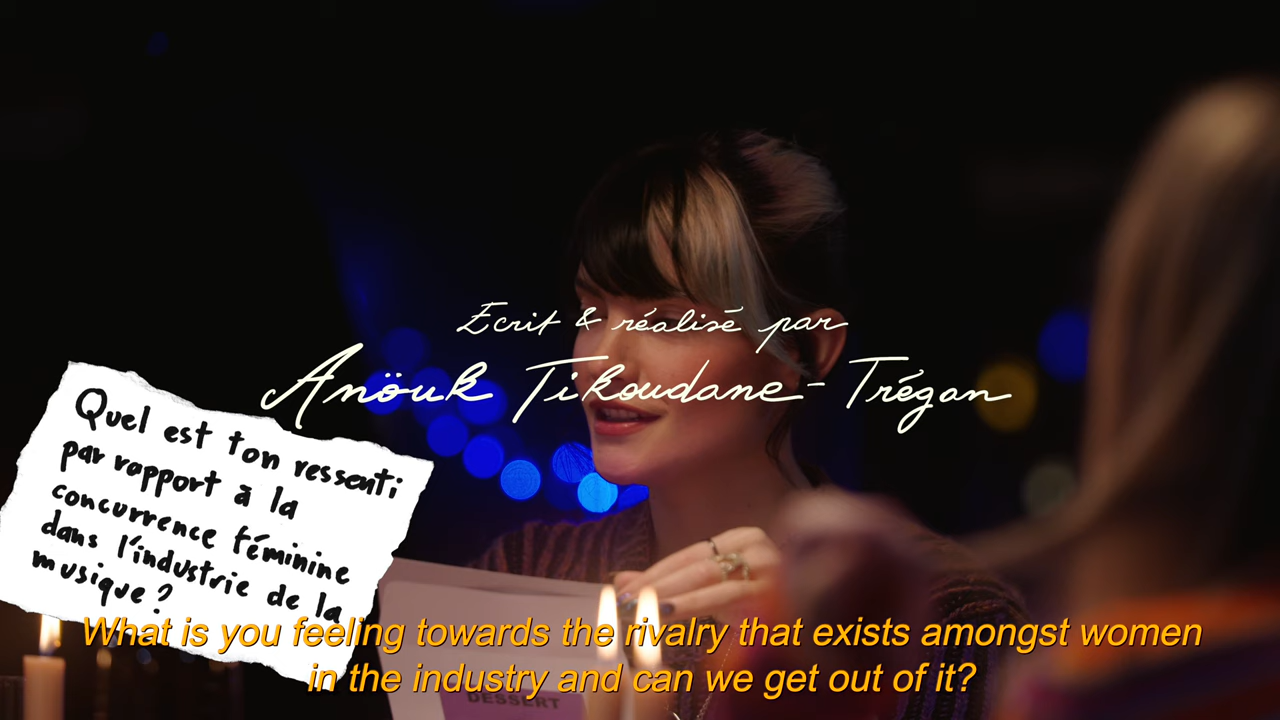 Ecrit & réalisé par
Anöuk Tikoudane-Trégan
Quel est ton ressenti
par rapport à la
concurrence féminine
dans l'industrie de la
musique?
What is you feeling towards the rivalry that exists amongst women
in the industry and can we get out of it?
DESSERT